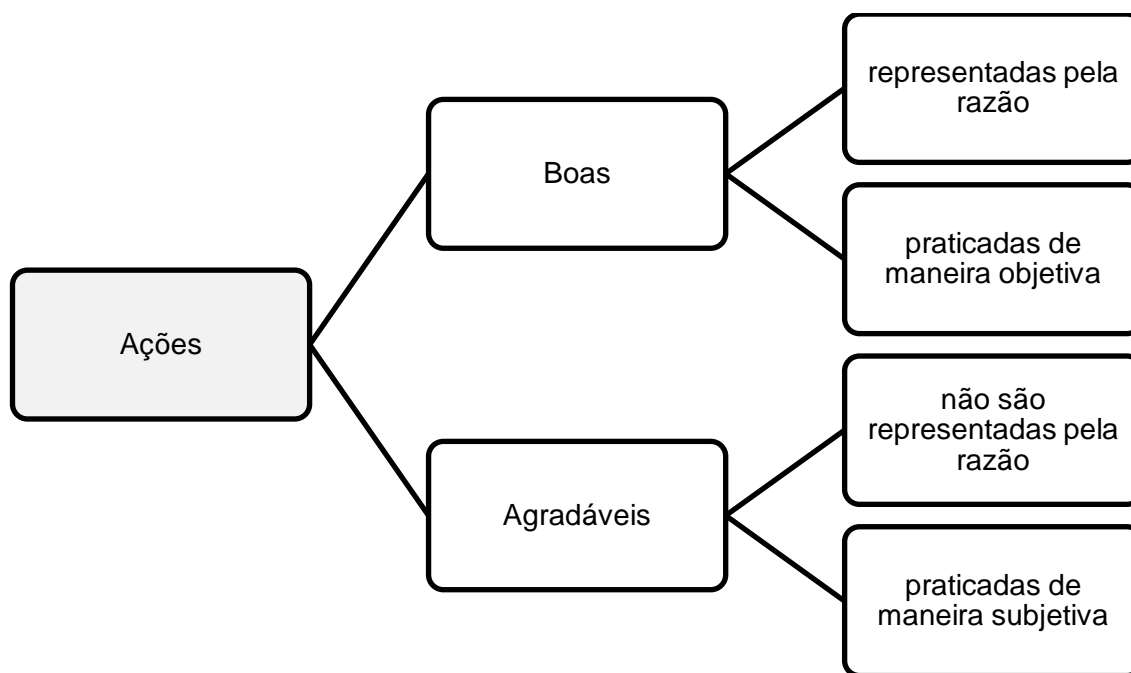 representadas pela
razão
Boas
praticadas de
maneira objetiva
Ações
não são
representadas pela
razão
Agradáveis
praticadas de
maneira subjetiva